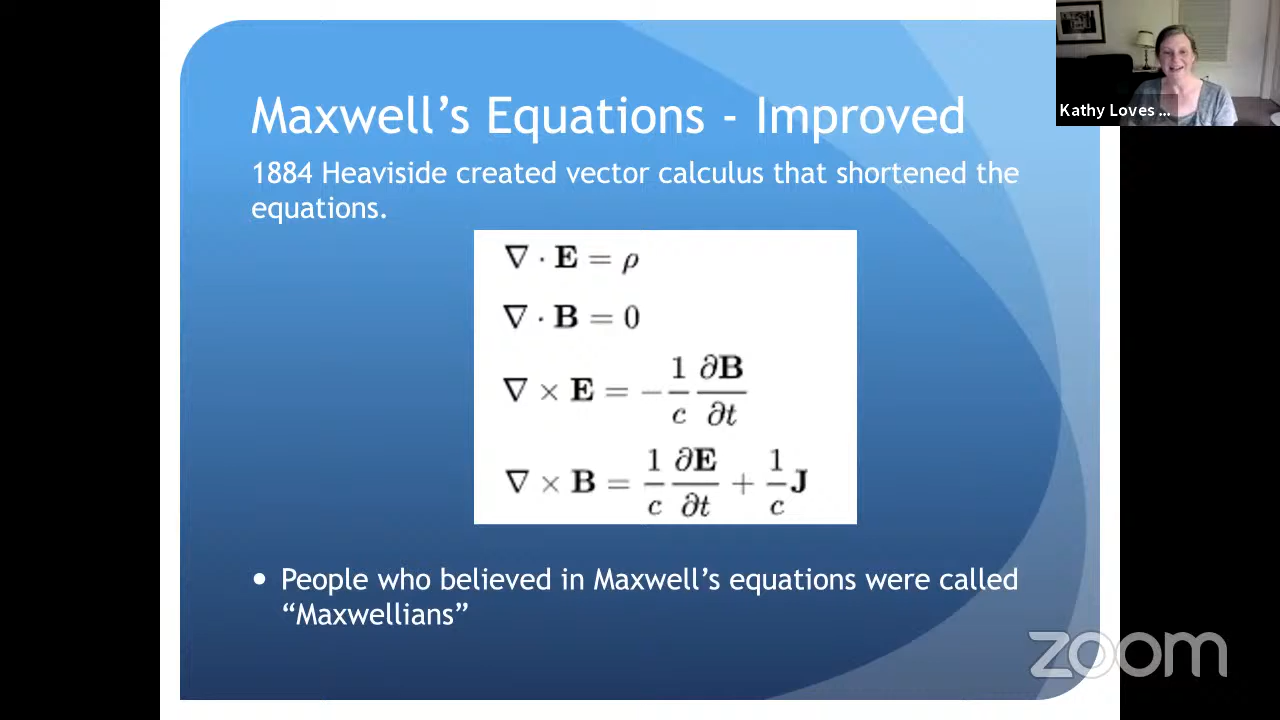 Maxwell's Equations - Improved
1884 Heaviside created vector calculus that shortened the
equations.
∇ · E = ρ
∇ · B = 0
∇ × E = −(1/c) ∂B/∂t
∇ × B = (1/c) ∂E/∂t + (1/c) J
• People who believed in Maxwell's equations were called
“Maxwellians”
Kathy Loves ...
zoom